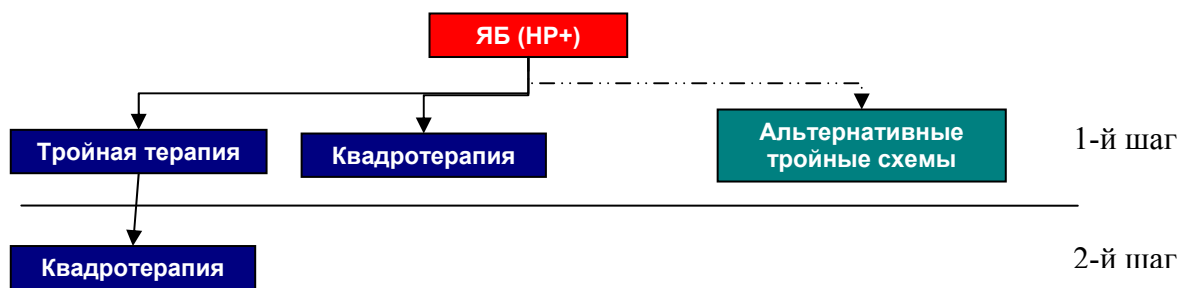 ЯБ (НР+)
Тройная терапия
Квадротерапия
Альтернативные
тройные схемы
1-й шаг
Квадротерапия
2-й шаг